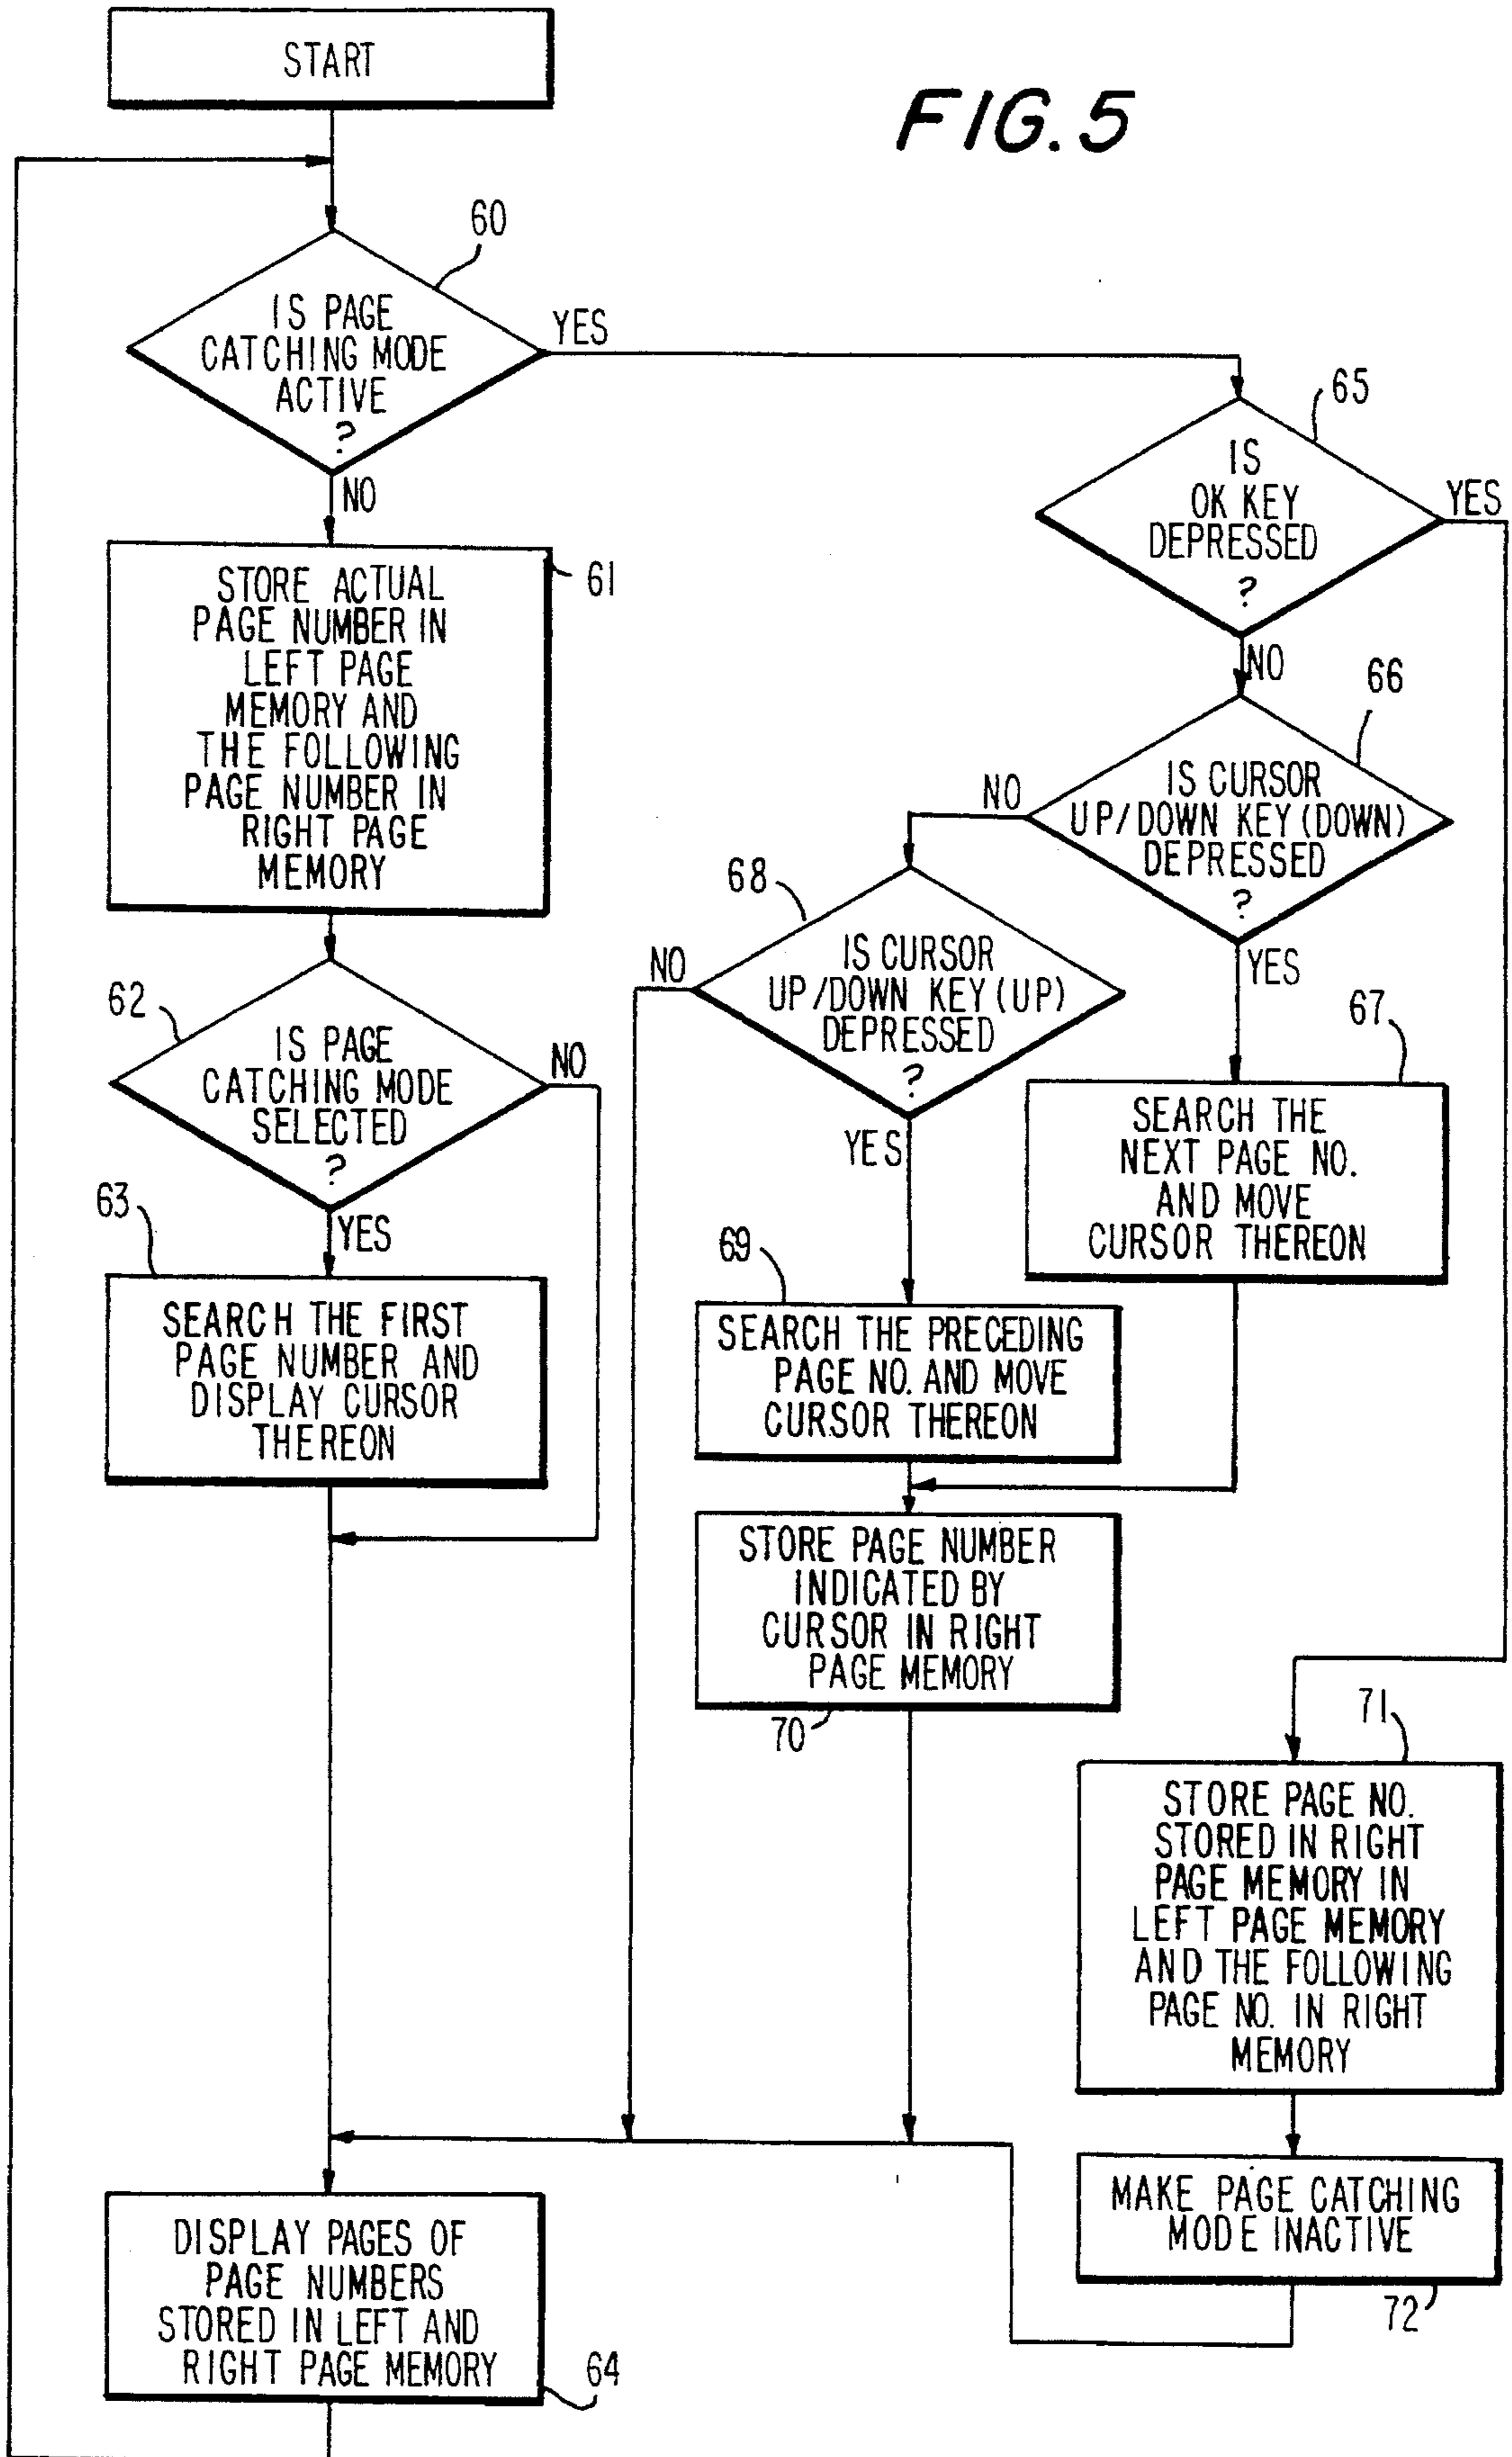 START
FIG. 5
60
IS PAGE
CATCHING MODE
ACTIVE
?
YES
NO
65
IS
OK KEY
DEPRESSED
?
YES
NO
61
STORE ACTUAL
PAGE NUMBER IN
LEFT PAGE
MEMORY AND
THE FOLLOWING
PAGE NUMBER IN
RIGHT PAGE
MEMORY
66
IS CURSOR
UP/DOWN KEY (DOWN)
DEPRESSED
?
NO
YES
68
IS CURSOR
UP/DOWN KEY (UP)
DEPRESSED
?
NO
YES
62
IS PAGE
CATCHING MODE
SELECTED
?
NO
YES
67
SEARCH THE
NEXT PAGE NO.
AND MOVE
CURSOR THEREON
63
SEARCH THE FIRST
PAGE NUMBER AND
DISPLAY CURSOR
THEREON
69
SEARCH THE PRECEDING
PAGE NO. AND MOVE
CURSOR THEREON
STORE PAGE NUMBER
INDICATED BY
CURSOR IN RIGHT
PAGE MEMORY
70
71
STORE PAGE NO.
STORED IN RIGHT
PAGE MEMORY IN
LEFT PAGE MEMORY
AND THE FOLLOWING
PAGE NO. IN RIGHT
MEMORY
MAKE PAGE CATCHING
MODE INACTIVE
72
DISPLAY PAGES OF
PAGE NUMBERS
STORED IN LEFT AND
RIGHT PAGE MEMORY
64